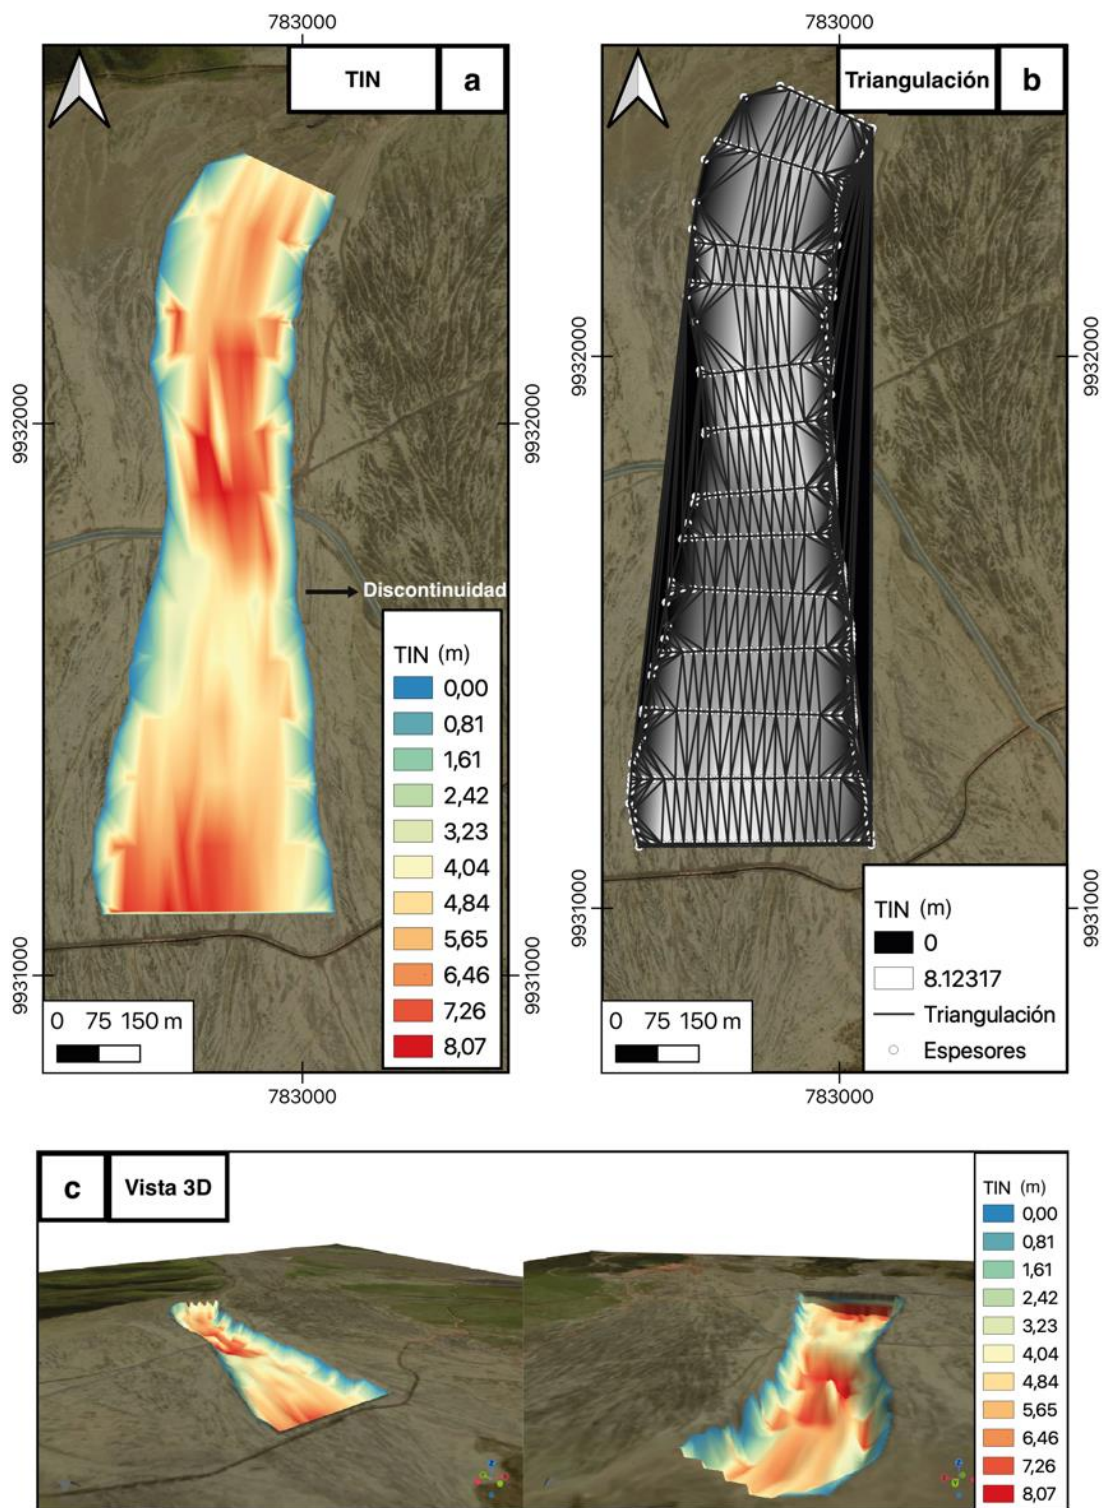 783000
783000
TIN
a
Triangulación
b
9932000
9932000
9932000
Discontinuidad
TIN (m)
0,00
0,81
1,61
2,42
3,23
4,04
4,84
5,65
6,46
7,26
8,07
TIN (m)
0
8.12317
Triangulación
Espesores
9931000
9931000
9931000
0 75 150 m
0 75 150 m
783000
783000
c
Vista 3D
TIN (m)
0,00
0,81
1,61
2,42
3,23
4,04
4,84
5,65
6,46
7,26
8,07